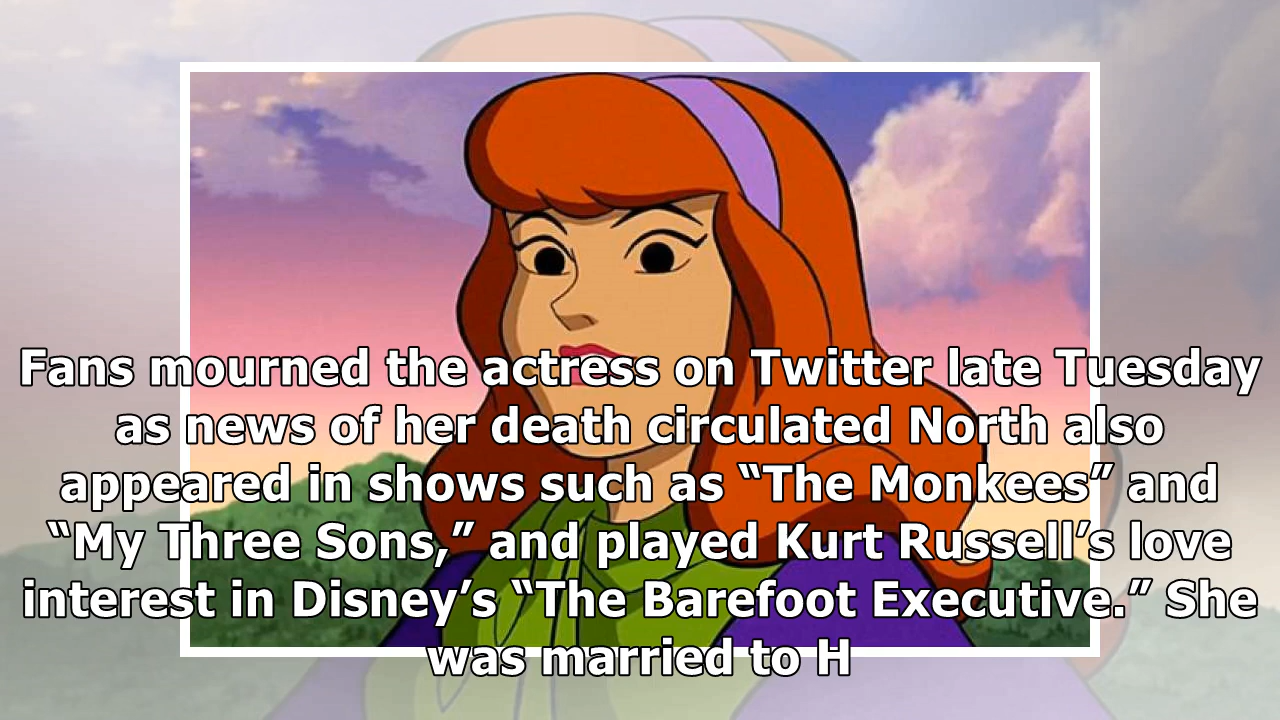 Fans mourned the actress on Twitter late Tuesday
as news of her death circulated North also
appeared in shows such as “The Monkees” and
“My Three Sons,” and played Kurt Russell’s love
interest in Disney’s “The Barefoot Executive.” She
was married to H